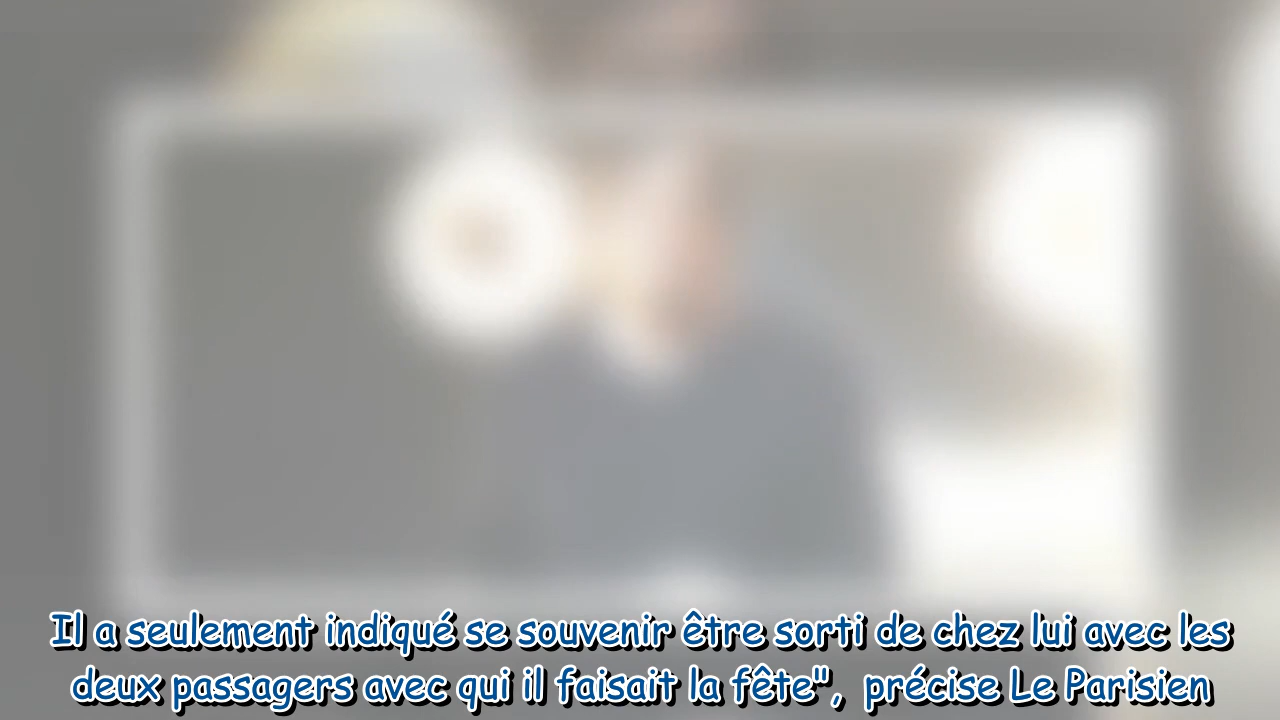 Il a seulement indiqué se souvenir être sorti de chez lui avec les
deux passagers avec qui il faisait la fête", précise Le Parisien